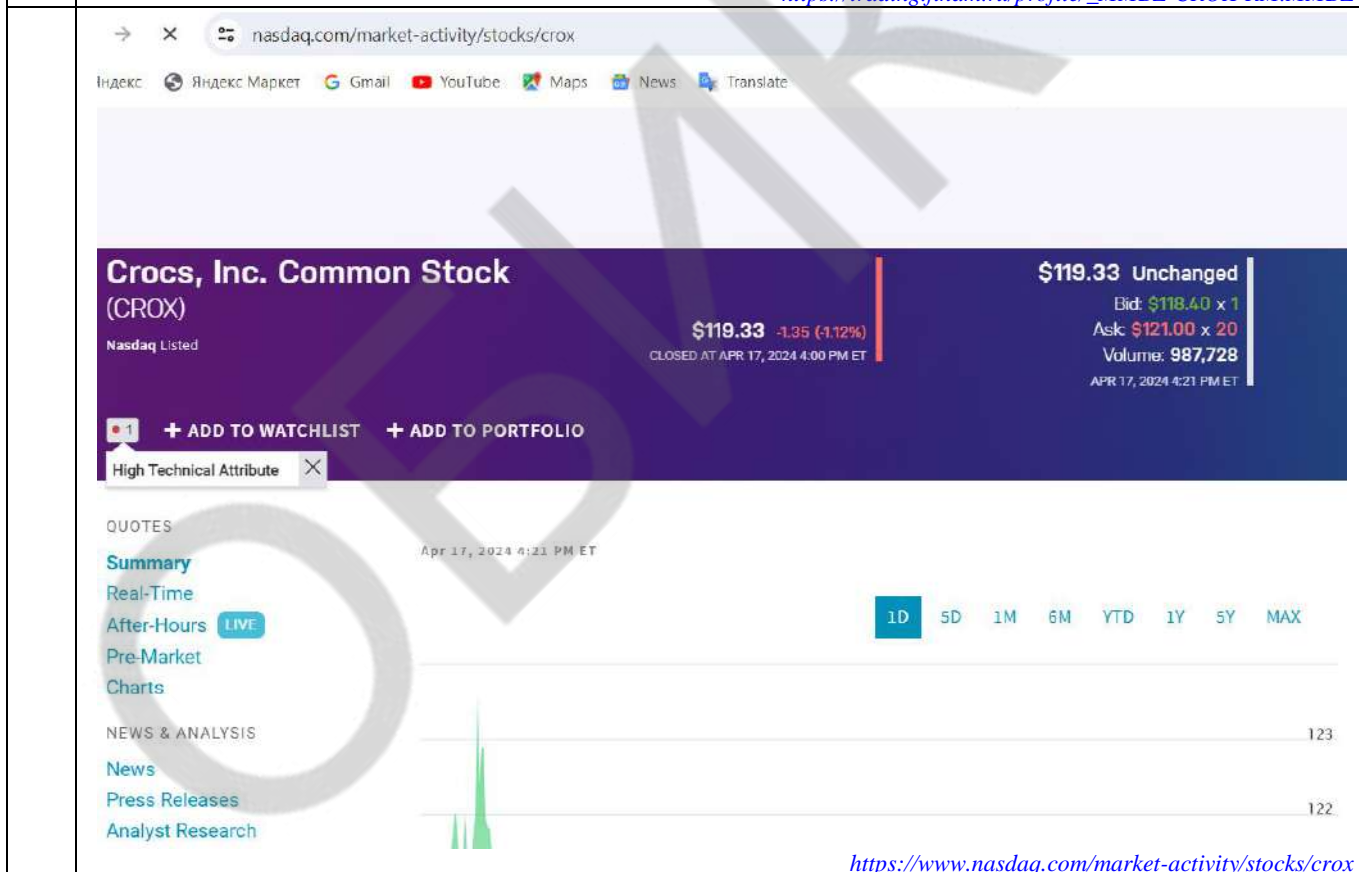 nasdaq.com/market-activity/stocks/crox
Яндекс Маркет Gmail YouTube Maps News Translate
Crocs, Inc. Common Stock
(CROX)
Nasdaq Listed
$119.33 -1.35 (-1.12%)
CLOSED AT APR 17, 2024 4:00 PM ET
$119.33 Unchanged
Bid: $118.40 x 1
Ask: $121.00 x 20
Volume: 987,728
APR 17, 2024 4:21 PM ET
1 + ADD TO WATCHLIST + ADD TO PORTFOLIO
High Technical Attribute
QUOTES
Summary
Real-Time
After-Hours LIVE
Pre-Market
Charts
NEWS & ANALYSIS
News
Press Releases
Analyst Research
Apr 17, 2024 4:21 PM ET
1D 5D 1M 6M YTD 1Y 5Y MAX
123
122
https://www.nasdaq.com/market-activity/stocks/crox